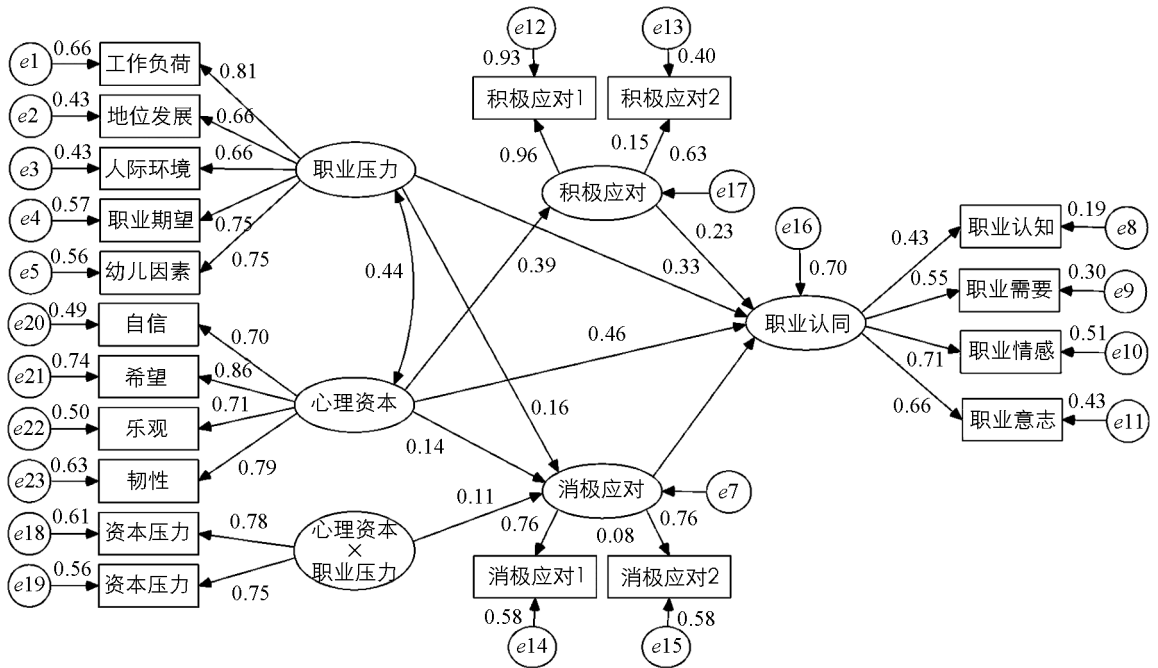 e12
e13
e1
0.66
工作负荷
0.81
0.93
0.40
e2
0.43
地位发展
0.66
积极应对1
积极应对2
e3
0.43
人际环境
0.66
职业压力
0.96
0.15
0.63
积极应对
e17
e4
0.57
职业期望
0.75
e16
职业认知
0.19
e8
0.23
0.43
e5
0.56
幼儿因素
0.75
0.44
0.39
0.33
0.70
0.55
职业需要
0.30
e9
e20
0.49
自信
0.70
职业认同
0.46
职业情感
0.51
e10
0.71
e21
0.74
希望
0.86
心理资本
0.66
e22
0.50
乐观
0.71
0.16
职业意志
0.43
e11
0.14
e23
0.63
韧性
0.79
消极应对
e7
0.11
e18
0.61
资本压力
0.78
心理资本
×
职业压力
0.76
0.08
0.76
e19
0.56
资本压力
0.75
消极应对1
消极应对2
0.58
0.58
e14
e15